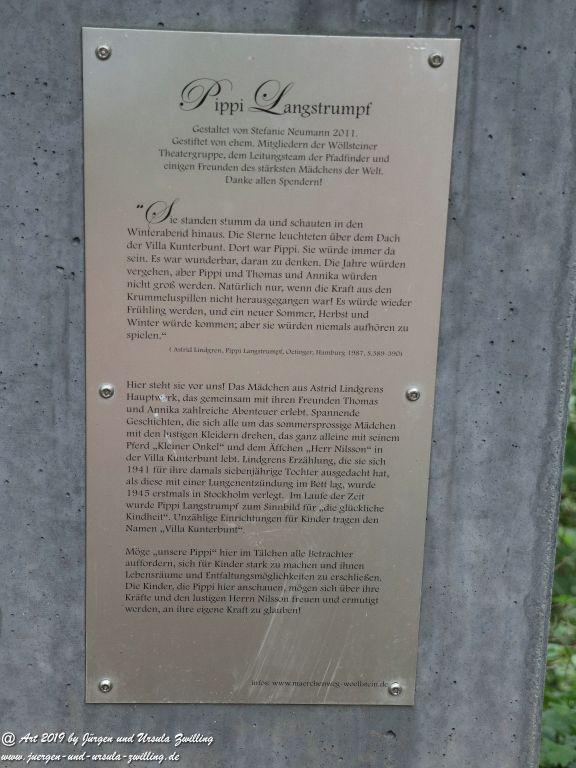 Pippi Langstrumpf
Gestaltet von Stefanie Neumann 2011.
Gestiftet von ehem. Mitgliedern der Wöllsteiner
Theatergruppe, dem Leitungsteam der Pfadfinder und
einigen Freunden des stärksten Mädchens der Welt.
Danke allen Spendern!
"Sie standen stumm da und schauten in den
Winterabend hinaus. Die Sterne leuchteten über dem Dach
der Villa Kunterbunt. Dort war Pippi. Sie würde immer da
sein. Es war wunderbar, daran zu denken. Die Jahre würden
vergehen, aber Pippi und Thomas und Annika würden
nicht groß werden. Natürlich nur, wenn die Kraft aus den
Krummeluspillen nicht herausgegangen war! Es würde wieder
Frühling werden, und ein neuer Sommer, Herbst und
Winter würde kommen; aber sie würden niemals aufhören zu
spielen."
( Astrid Lindgren, Pippi Langstrumpf, Oetinger, Hamburg 1987, S.389-390)
Hier steht sie vor uns! Das Mädchen aus Astrid Lindgrens
Hauptwerk, das gemeinsam mit ihren Freunden Thomas
und Annika zahlreiche Abenteuer erlebt. Spannende
Geschichten, die sich alle um das sommersprossige Mädchen
mit den lustigen Kleidern drehen, das ganz alleine mit seinem
Pferd „Kleiner Onkel" und dem Äffchen „Herr Nilsson" in
der Villa Kunterbunt lebt. Lindgrens Erzählung, die sie sich
1941 für ihre damals siebenjährige Tochter ausgedacht hat,
als diese mit einer Lungenentzündung im Bett lag, wurde
1945 erstmals in Stockholm verlegt. Im Laufe der Zeit
wurde Pippi Langstrumpf zum Sinnbild für „die glückliche
Kindheit". Unzählige Einrichtungen für Kinder tragen den
Namen „Villa Kunterbunt".
Möge „unsere Pippi" hier im Tälchen alle Betrachter
auffordern, sich für Kinder stark zu machen und ihnen
Lebensräume und Entfaltungsmöglichkeiten zu erschließen.
Die Kinder, die Pippi hier anschauen, mögen sich über ihre
Kräfte und den lustigen Herrn Nilsson freuen und ermutigt
werden, an ihre eigene Kraft zu glauben!
infos: www.maerchenweg-woellstein.de
@ Art 2019 by Jürgen und Ursula Zwilling
www.juergen-und-ursula-zwilling.de